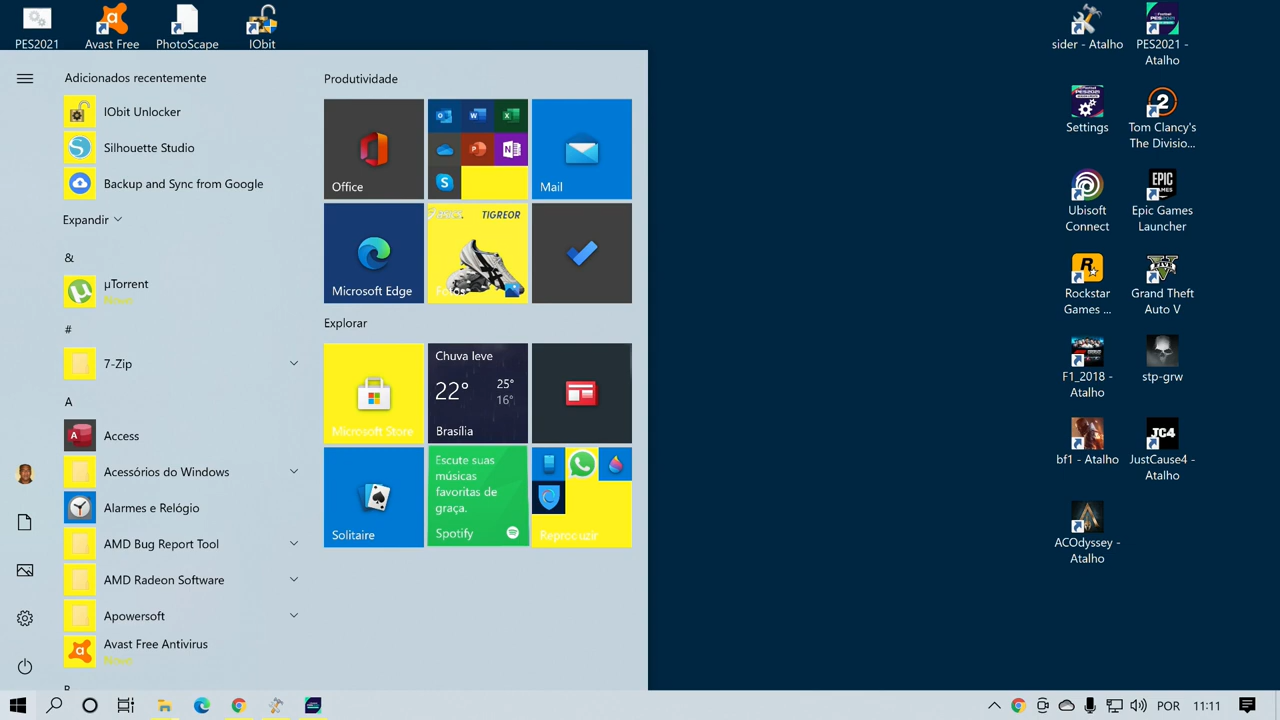 PES2021
Avast Free
PhotoScape
IObit
sider - Atalho
PES2021 -
Atalho
Settings
Tom Clancy's
The Divisio...
Ubisoft
Connect
Epic Games
Launcher
Rockstar
Games ...
Grand Theft
Auto V
F1_2018 -
Atalho
stp-grw
bf1 - Atalho
JustCause4 -
Atalho
ACOdyssey -
Atalho
Adicionados recentemente
IObit Unlocker
Silhouette Studio
Backup and Sync from Google
Expandir
&
µTorrent
#
7-Zip
A
Access
Acessórios do Windows
Alarmes e Relógio
AMD Bug Report Tool
AMD Radeon Software
Apowersoft
Avast Free Antivirus
Produtividade
Office
Mail
Microsoft Edge
TIGREOR
Fotos
Explorar
Microsoft Store
Chuva leve
22°
25°
16°
Brasília
Solitaire
Escute suas
músicas
favoritas de
graça.
Spotify
Reproduzir
POR
11:11